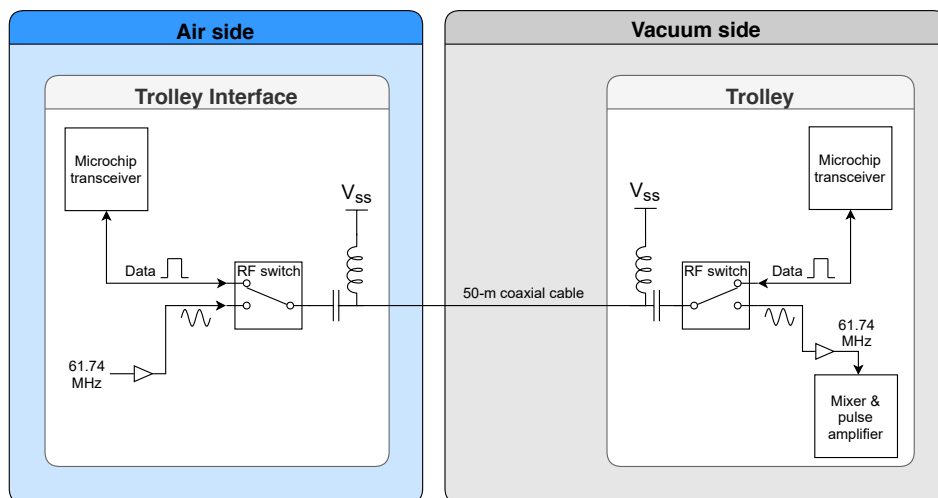 Air side
Vacuum side
Trolley Interface
Trolley
Microchip
transceiver
Vss
Data
RF switch
61.74
MHz
50-m coaxial cable
Vss
RF switch
Microchip
transceiver
Data
61.74
MHz
Mixer &
pulse
amplifier